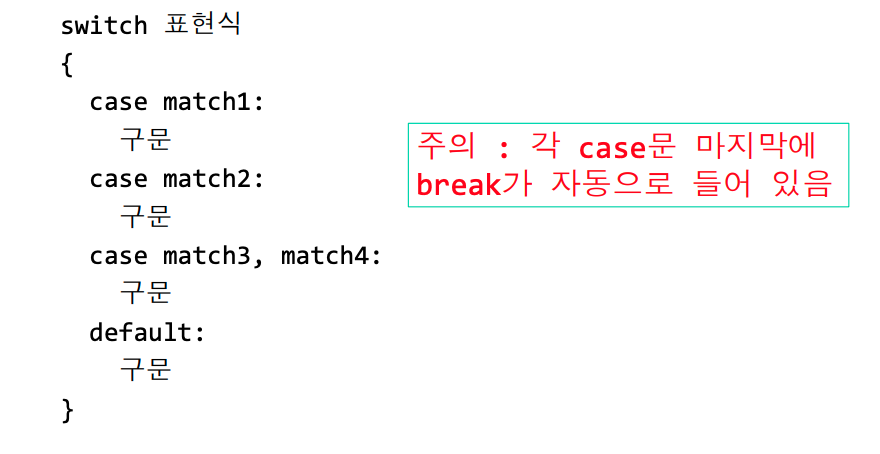 switch 표현식
{
case match1:
구문
case match2:
구문
case match3, match4:
구문
default:
구문
}
주의 : 각 case문 마지막에
break가 자동으로 들어 있음